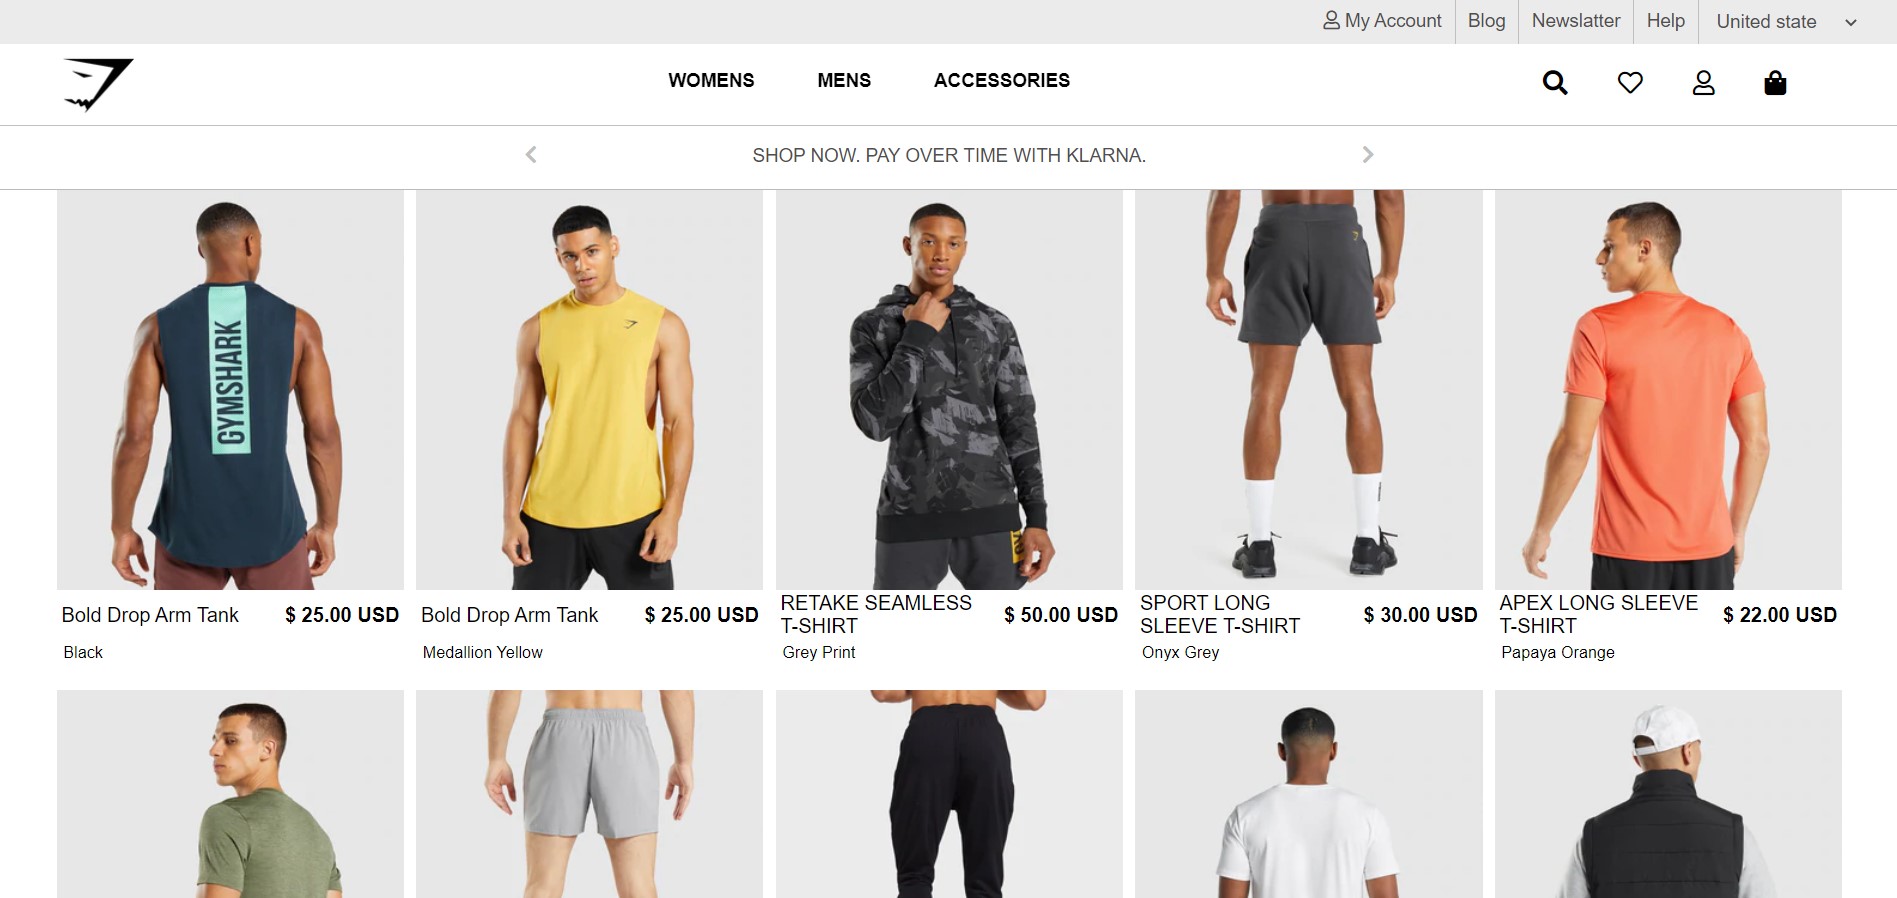 My Account
Blog
Newslatter
Help
United state
WOMENS
MENS
ACCESSORIES
SHOP NOW. PAY OVER TIME WITH KLARNA.
GYMSHARK
Bold Drop Arm Tank
$ 25.00 USD
Black
Bold Drop Arm Tank
$ 25.00 USD
Medallion Yellow
RETAKE SEAMLESS
T-SHIRT
$ 50.00 USD
Grey Print
SPORT LONG
SLEEVE T-SHIRT
$ 30.00 USD
Onyx Grey
APEX LONG SLEEVE
T-SHIRT
$ 22.00 USD
Papaya Orange